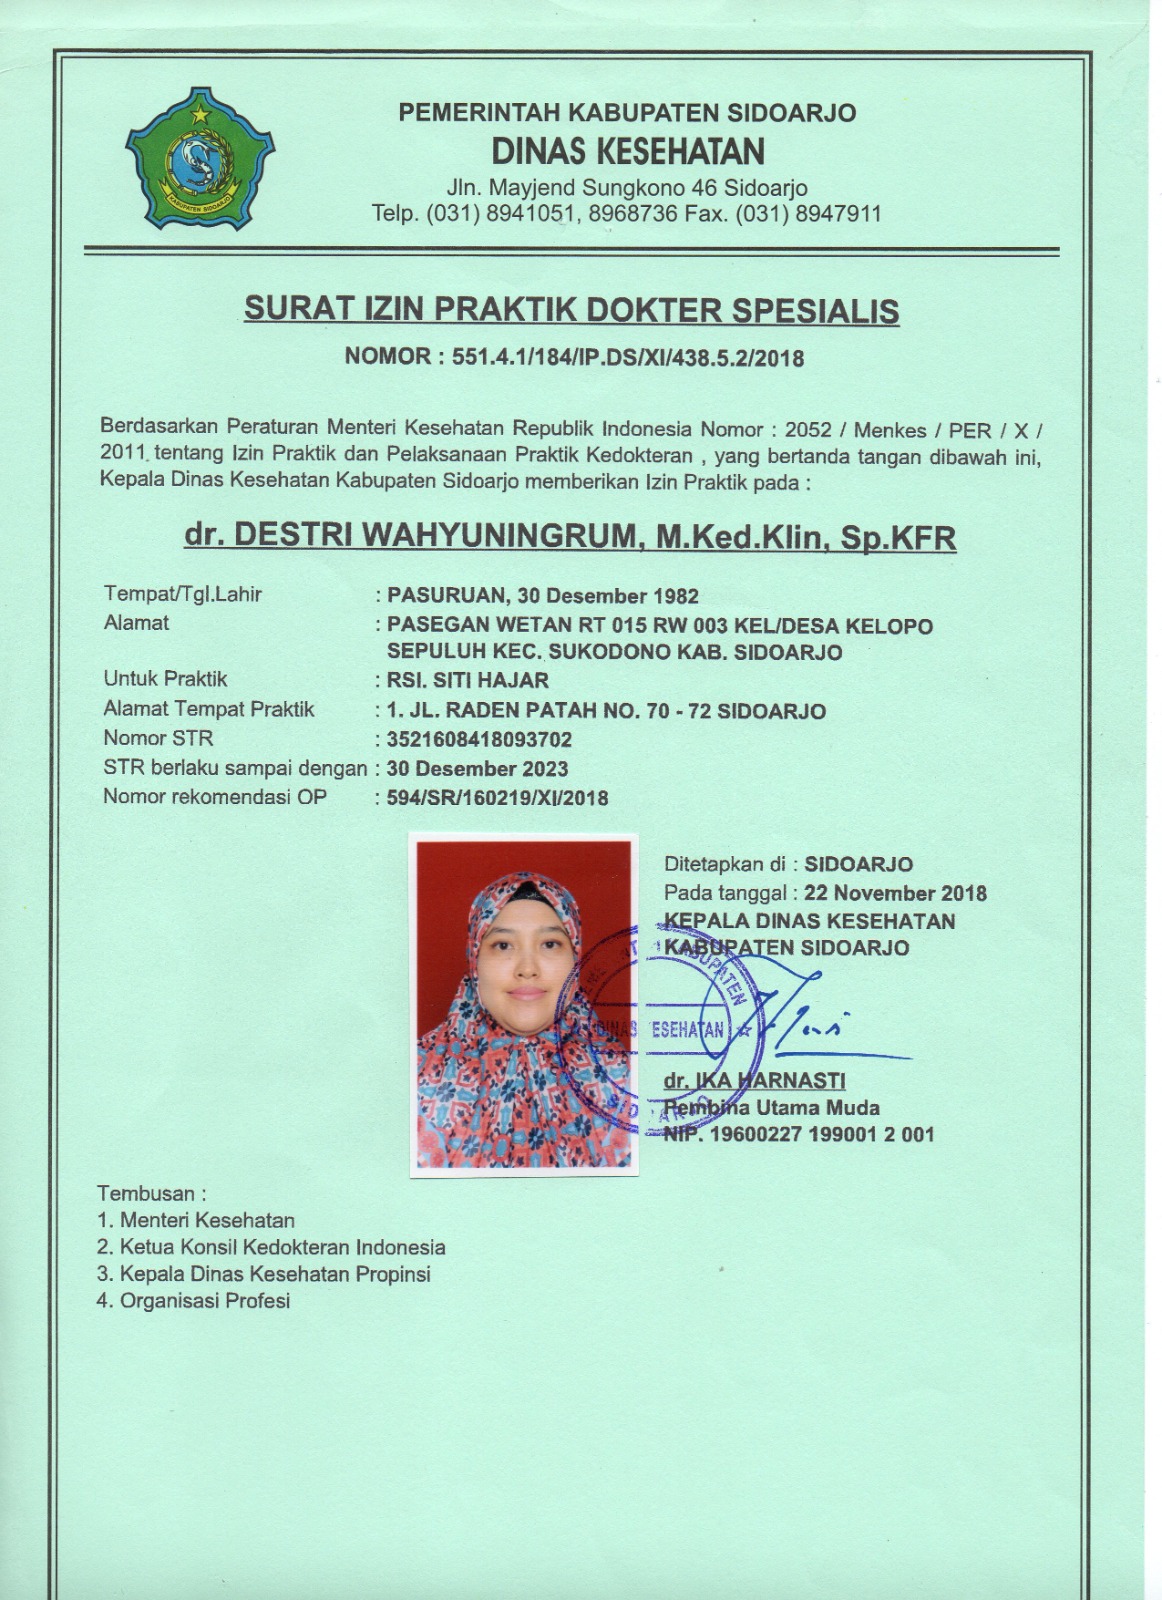 KABUPATEN SIDOARJO
PEMERINTAH KABUPATEN SIDOARJO
DINAS KESEHATAN
Jln. Mayjend Sungkono 46 Sidoarjo
Telp. (031) 8941051, 8968736 Fax. (031) 8947911
SURAT IZIN PRAKTIK DOKTER SPESIALIS
NOMOR : 551.4.1/184/IP.DS/XI/438.5.2/2018
Berdasarkan Peraturan Menteri Kesehatan Republik Indonesia Nomor : 2052 / Menkes / PER / X /
2011 tentang Izin Praktik dan Pelaksanaan Praktik Kedokteran , yang bertanda tangan dibawah ini,
Kepala Dinas Kesehatan Kabupaten Sidoarjo memberikan Izin Praktik pada :
dr. DESTRI WAHYUNINGRUM, M.Ked.Klin, Sp.KFR
Tempat/Tgl.Lahir : PASURUAN, 30 Desember 1982
Alamat : PASEGAN WETAN RT 015 RW 003 KEL/DESA KELOPO
SEPULUH KEC. SUKODONO KAB. SIDOARJO
Untuk Praktik : RSI. SITI HAJAR
Alamat Tempat Praktik : 1. JL. RADEN PATAH NO. 70 - 72 SIDOARJO
Nomor STR : 3521608418093702
STR berlaku sampai dengan : 30 Desember 2023
Nomor rekomendasi OP : 594/SR/160219/XI/2018
Ditetapkan di : SIDOARJO
Pada tanggal : 22 November 2018
KEPALA DINAS KESEHATAN
KABUPATEN SIDOARJO
KABUPATEN
DINAS KESEHATAN
dr. IKA HARNASTI
Pembina Utama Muda
NIP. 19600227 199001 2 001
Tembusan :
1. Menteri Kesehatan
2. Ketua Konsil Kedokteran Indonesia
3. Kepala Dinas Kesehatan Propinsi
4. Organisasi Profesi